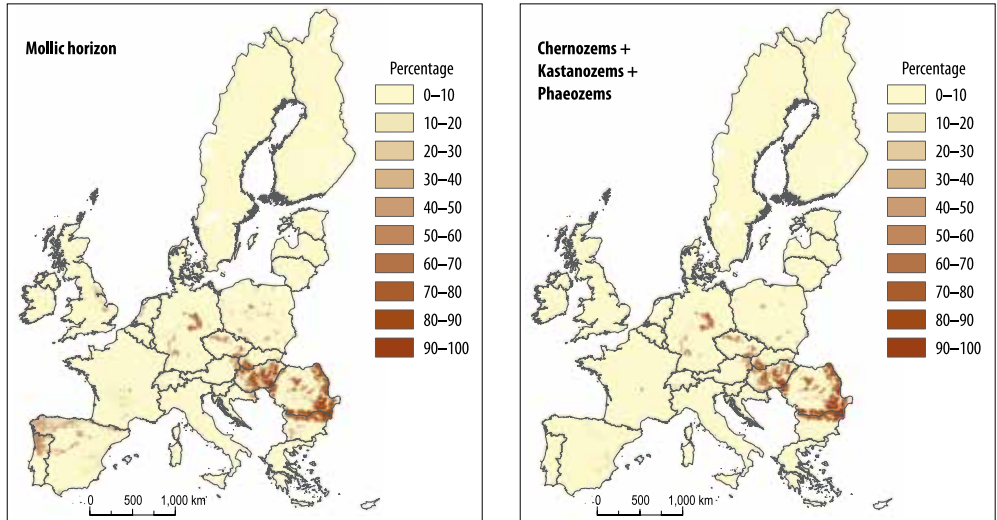 Mollic horizon
Percentage
0–10
10–20
20–30
30–40
40–50
50–60
60–70
70–80
80–90
90–100
0 500 1,000 km
Chernozems +
Kastanozems +
Phaeozems
Percentage
0–10
10–20
20–30
30–40
40–50
50–60
60–70
70–80
80–90
90–100
0 500 1,000 km